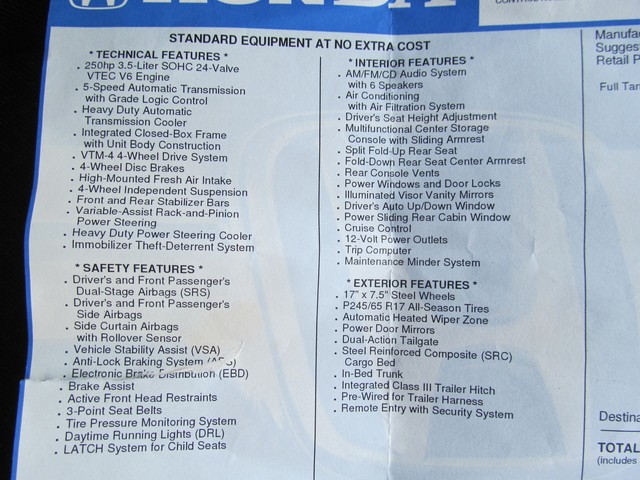 HONDA
STANDARD EQUIPMENT AT NO EXTRA COST
* TECHNICAL FEATURES *
. 250hp 3.5-Liter SOHC 24-Valve
VTEC V6 Engine
. 5-Speed Automatic Transmission
with Grade Logic Control
. Heavy Duty Automatic
Transmission Cooler
. Integrated Closed-Box Frame
with Unit Body Construction
. VTM-4 4-Wheel Drive System
. 4-Wheel Disc Brakes
. High-Mounted Fresh Air Intake
. 4-Wheel Independent Suspension
. Front and Rear Stabilizer Bars
. Variable-Assist Rack-and-Pinion
Power Steering
. Heavy Duty Power Steering Cooler
. Immobilizer Theft-Deterrent System
* SAFETY FEATURES *
. Driver's and Front Passenger's
Dual-Stage Airbags (SRS)
. Driver's and Front Passenger's
Side Airbags
. Side Curtain Airbags
with Rollover Sensor
. Vehicle Stability Assist (VSA)
. Anti-Lock Braking System (ABS)
. Electronic Brake Distribution (EBD)
. Brake Assist
. Active Front Head Restraints
. 3-Point Seat Belts
. Tire Pressure Monitoring System
. Daytime Running Lights (DRL)
. LATCH System for Child Seats
* INTERIOR FEATURES *
. AM/FM/CD Audio System
with 6 Speakers
. Air Conditioning
with Air Filtration System
. Driver's Seat Height Adjustment
. Multifunctional Center Storage
Console with Sliding Armrest
. Split Fold-Up Rear Seat
. Fold-Down Rear Seat Center Armrest
. Rear Console Vents
. Power Windows and Door Locks
. Illuminated Visor Vanity Mirrors
. Driver's Auto Up/Down Window
. Power Sliding Rear Cabin Window
. Cruise Control
. 12-Volt Power Outlets
. Trip Computer
. Maintenance Minder System
* EXTERIOR FEATURES *
. 17" x 7.5" Steel Wheels
. P245/65 R17 All-Season Tires
. Automatic Heated Wiper Zone
. Power Door Mirrors
. Dual-Action Tailgate
. Steel Reinforced Composite (SRC)
Cargo Bed
. In-Bed Trunk
. Integrated Class III Trailer Hitch
. Pre-Wired for Trailer Harness
. Remote Entry with Security System
Manufa
Sugges
Retail P
Full Tan
Destina
TOTAL
(includes